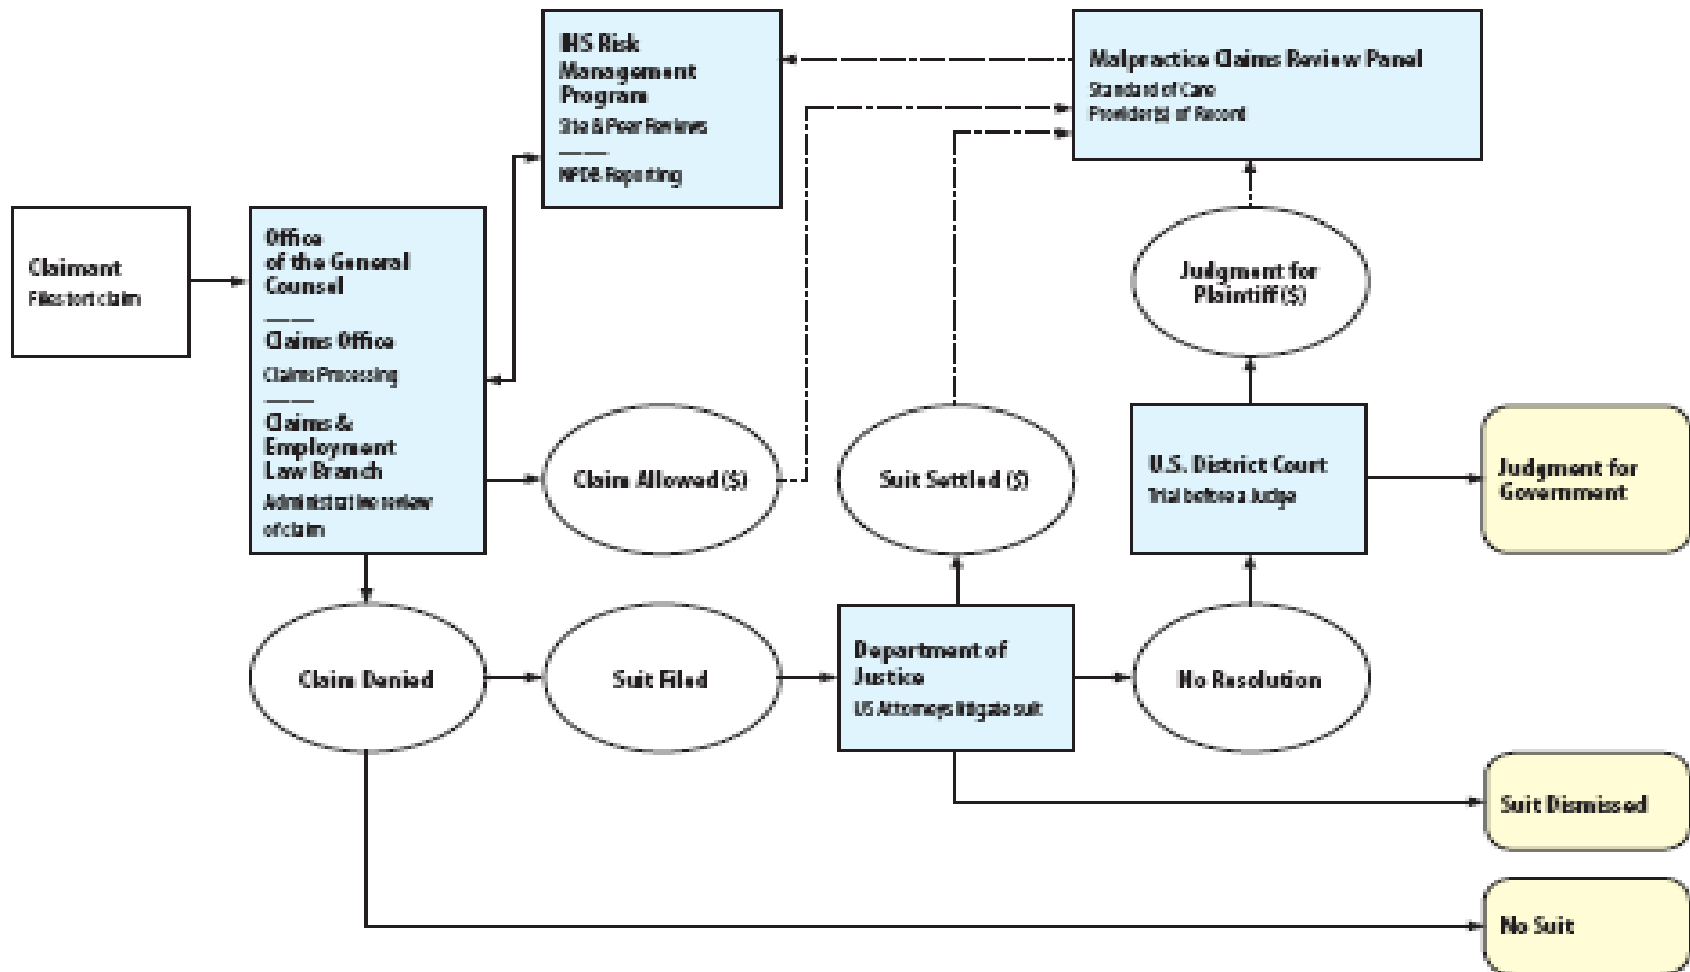 Claimant
Files tort claim
Office
of the General
Counsel
Claims Office
Claims Processing
Claims &
Employment
Law Branch
Administrative review
of claim
IHS Risk
Management
Program
Site & Peer Reviews
NPDB Reporting
Malpractice Claims Review Panel
Standard of Care
Provider(s) of Record
Judgment for
Plaintiff ($)
Claim Allowed ($)
Suit Settled ($)
U.S. District Court
Trial before a Judge
Judgment for
Government
Claim Denied
Suit Filed
Department of
Justice
US Attorneys litigate suit
No Resolution
Suit Dismissed
No Suit